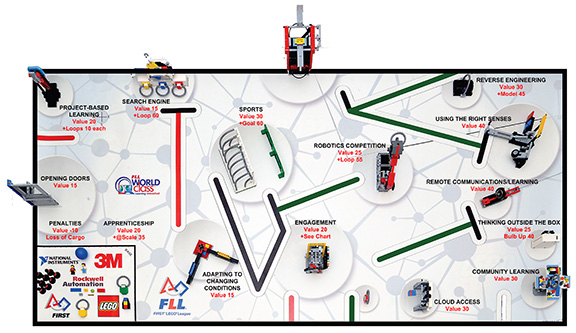 REVERSE ENGINEERING
Value 30
+Model 45
SEARCH ENGINE
Value 15
+Loop 60
PROJECT-BASED
LEARNING
Value 20
+Loops 10 each
SPORTS
Value 30
+Goal 60
USING THE RIGHT SENSES
Value 40
ROBOTICS COMPETITION
Value 25
+Loop 55
OPENING DOORS
Value 15
FLL
WORLD
CLASS
REMOTE COMMUNICATIONS/LEARNING
Value 40
PENALTIES
Value -10
Loss of Cargo
APPRENTICESHIP
Value 20
+@Scale 35
ENGAGEMENT
Value 20
+See Chart
THINKING OUTSIDE THE BOX
Value 25
Bulb Up 40
NATIONAL
INSTRUMENTS
3M
Rockwell
Automation
FIRST
LEGO
FLL
FIRST LEGO League
ADAPTING TO
CHANGING
CONDITIONS
Value 15
COMMUNITY LEARNING
Value 30
CLOUD ACCESS
Value 30